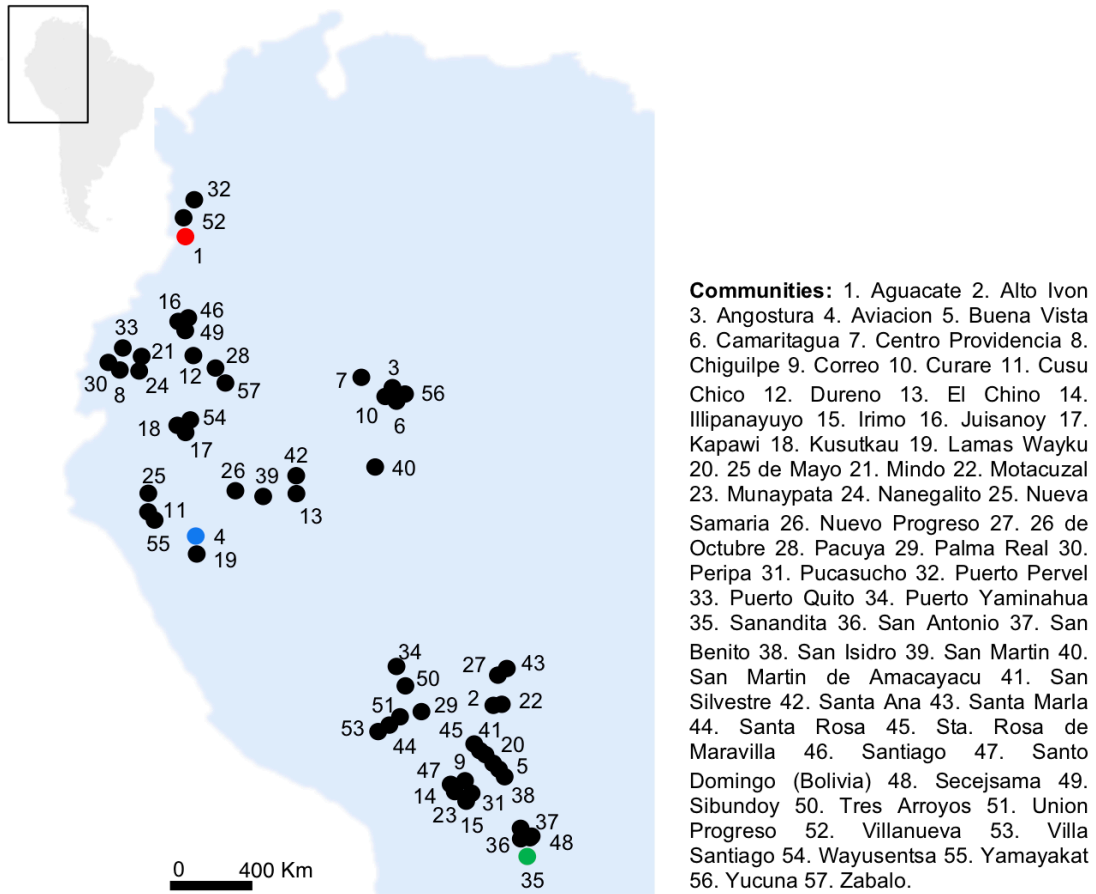 32
52
1
16
46
33
49
21
28
3
7
56
30
12
24
8
57
10
6
54
18
17
42
40
26
39
25
13
11
4
55
19
34
43
27
50
2
22
51
29
53
45
41
44
20
9
5
47
14
38
31
23
15
37
36
48
0 400 Km
35
Communities: 1. Aguacate 2. Alto Ivon
3. Angostura 4. Aviacion 5. Buena Vista
6. Camaritagua 7. Centro Providencia 8.
Chiguilpe 9. Correo 10. Curare 11. Cusu
Chico 12. Dureno 13. El Chino 14.
Illipanayuyo 15. Irimo 16. Juisanoy 17.
Kapawi 18. Kusutkau 19. Lamas Wayku
20. 25 de Mayo 21. Mindo 22. Motacuzal
23. Munaypata 24. Nanegalito 25. Nueva
Samaria 26. Nuevo Progreso 27. 26 de
Octubre 28. Pacuya 29. Palma Real 30.
Peripa 31. Pucasucho 32. Puerto Pervel
33. Puerto Quito 34. Puerto Yaminahua
35. Sanandita 36. San Antonio 37. San
Benito 38. San Isidro 39. San Martin 40.
San Martin de Amacayacu 41. San
Silvestre 42. Santa Ana 43. Santa Marla
44. Santa Rosa 45. Sta. Rosa de
Maravilla 46. Santiago 47. Santo
Domingo (Bolivia) 48. Secejsama 49.
Sibundoy 50. Tres Arroyos 51. Union
Progreso 52. Villanueva 53. Villa
Santiago 54. Wayusentsa 55. Yamayakat
56. Yucuna 57. Zabalo.